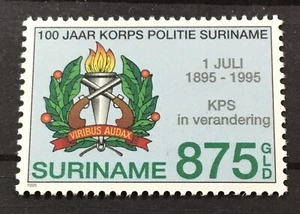 100 JAAR KORPS POLITIE SURINAME
1 JULI
1895 - 1995
KPS
in verandering
VIRIBUS AUDAX
SURINAME 875 GLD
1995